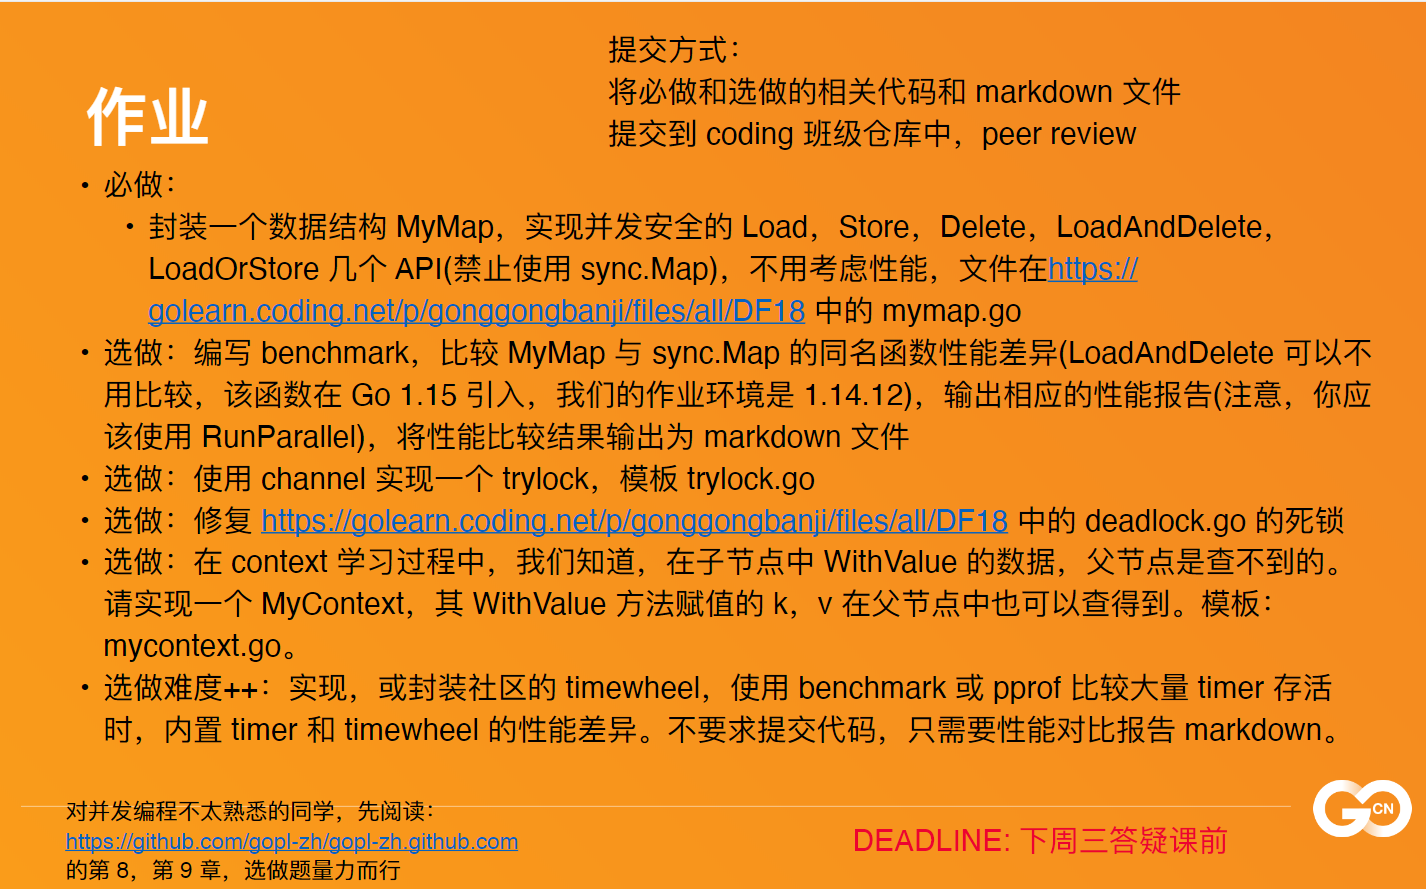 提交方式：
将必做和选做的相关代码和 markdown 文件
提交到 coding 班级仓库中，peer review
作业
• 必做：
• 封装一个数据结构 MyMap，实现并发安全的 Load，Store，Delete，LoadAndDelete，
LoadOrStore 几个 API(禁止使用 sync.Map)，不用考虑性能，文件在https://
golearn.coding.net/p/gonggongbanji/files/all/DF18 中的 mymap.go
• 选做：编写 benchmark，比较 MyMap 与 sync.Map 的同名函数性能差异(LoadAndDelete 可以不
用比较，该函数在 Go 1.15 引入，我们的作业环境是 1.14.12)，输出相应的性能报告(注意，你应
该使用 RunParallel)，将性能比较结果输出为 markdown 文件
• 选做：使用 channel 实现一个 trylock，模板 trylock.go
• 选做：修复 https://golearn.coding.net/p/gonggongbanji/files/all/DF18 中的 deadlock.go 的死锁
• 选做：在 context 学习过程中，我们知道，在子节点中 WithValue 的数据，父节点是查不到的。
请实现一个 MyContext，其 WithValue 方法赋值的 k，v 在父节点中也可以查得到。模板：
mycontext.go。
• 选做难度++：实现，或封装社区的 timewheel，使用 benchmark 或 pprof 比较大量 timer 存活
时，内置 timer 和 timewheel 的性能差异。不要求提交代码，只需要性能对比报告 markdown。
对并发编程不太熟悉的同学，先阅读：
https://github.com/gopl-zh/gopl-zh.github.com
的第 8，第 9 章，选做题量力而行
DEADLINE: 下周三答疑课前
GO CN